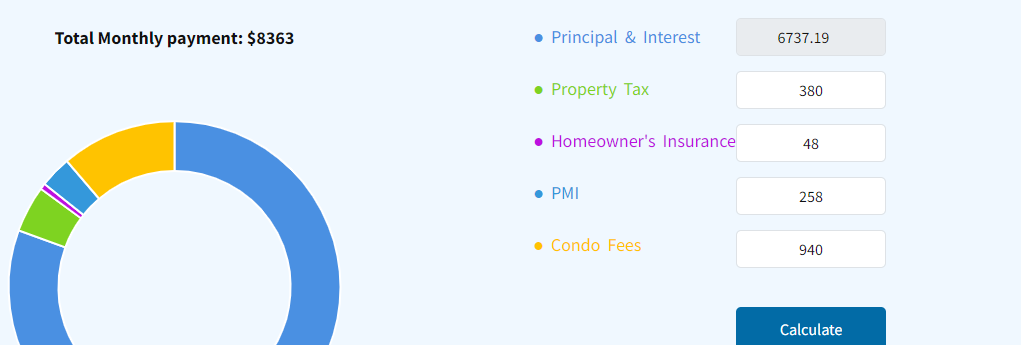 Total Monthly payment: $8363
Principal & Interest 6737.19
Property Tax 380
Homeowner's Insurance 48
PMI 258
Condo Fees 940
Calculate